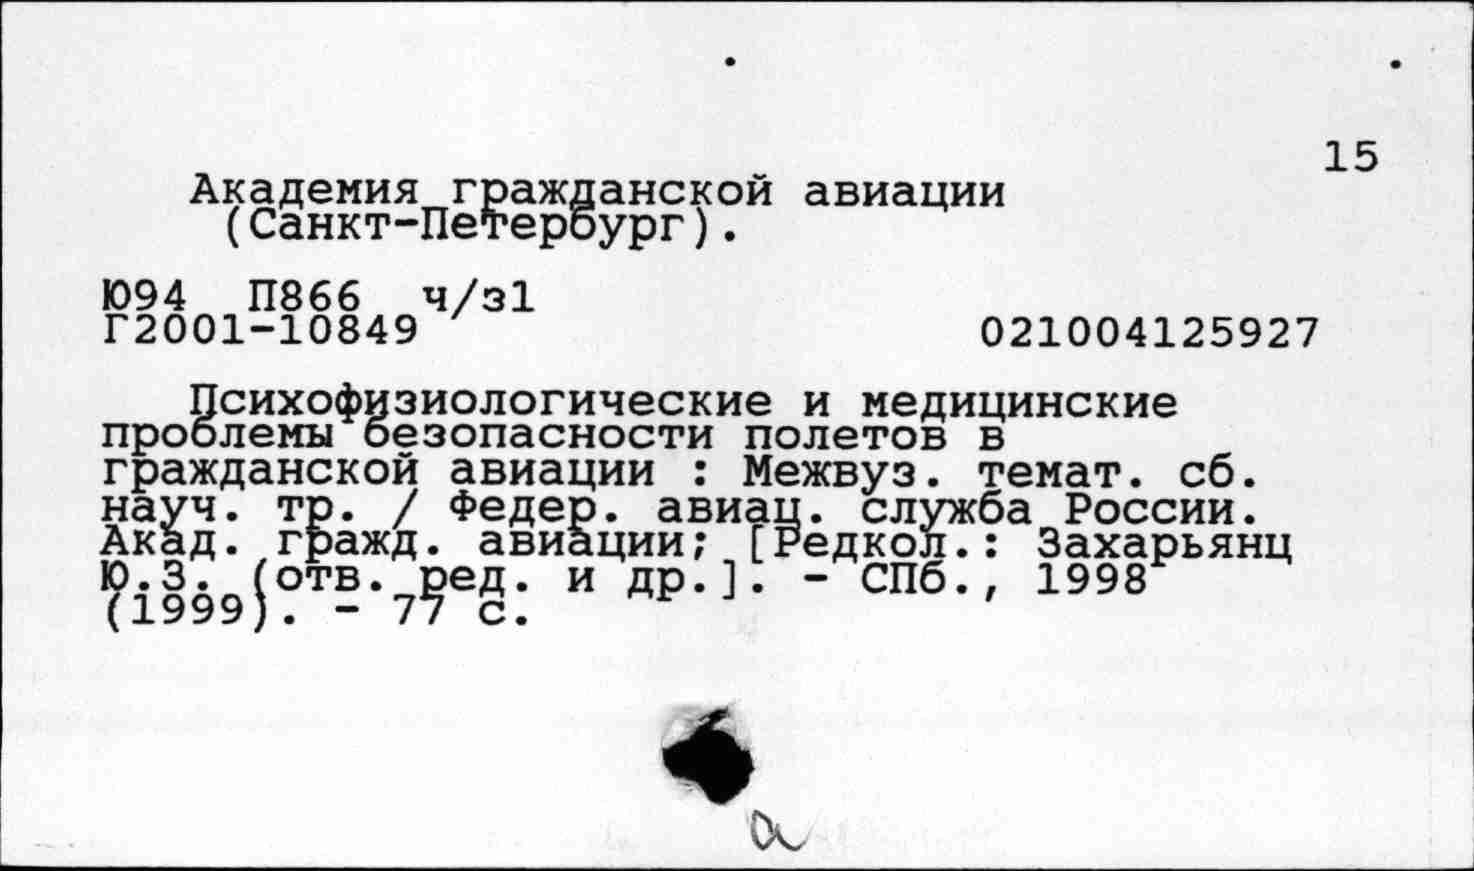 15
Академия гражданской авиации
(Санкт-Петербург).
Ю94 П866 ч/з1
Г2001-10849 021004125927
Психофизиологические и медицинские
проблемы безопасности полетов в
гражданской авиации : Межвуз. темат. сб.
науч. тр. / Федер. авиац. служба России.
Акад. гражд. авиации; [Редкол.: Захарьянц
Ю.З. (отв. ред. и др.]. - СПб., 1998
(1999). - 77 с.